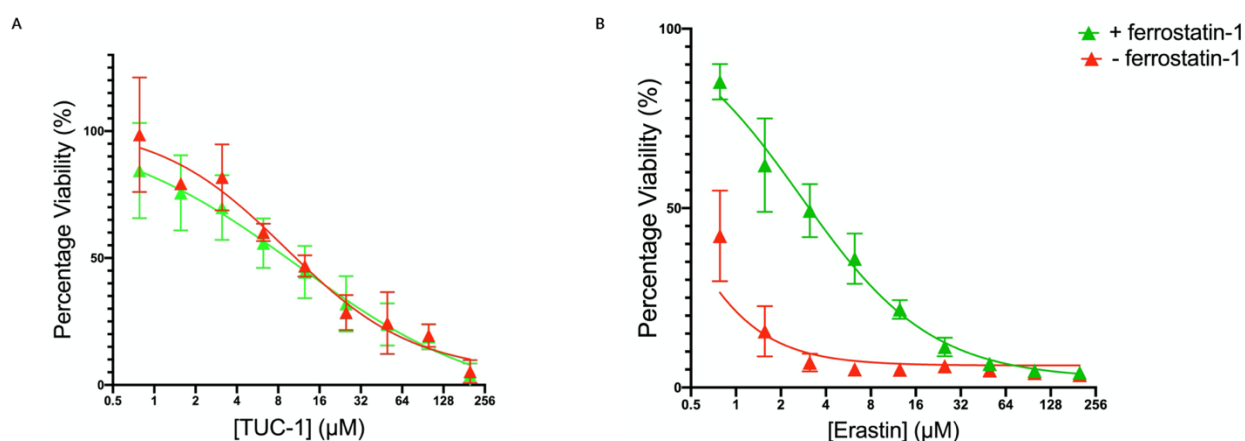 A
Percentage Viability (%)
100
50
0
0.5 1 2 4 8 16 32 64 128 256
[TUC-1] (µM)
B
Percentage Viability (%)
100
50
0
0.5 1 2 4 8 16 32 64 128 256
[Erastin] (µM)
+ ferrostatin-1
- ferrostatin-1